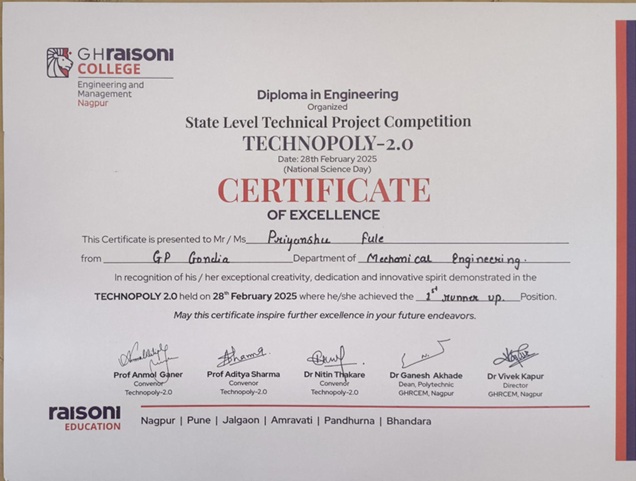 GHraisoni
COLLEGE
Engineering and
Management
Nagpur
Diploma in Engineering
Organized
State Level Technical Project Competition
TECHNOPOLY-2.0
Date: 28th February 2025
(National Science Day)
CERTIFICATE
OF EXCELLENCE
This Certificate is presented to Mr / Ms Priyanshu Fule
from GP Gondia Department of Mechanical Engineering.
In recognition of his / her exceptional creativity, dedication and innovative spirit demonstrated in the
TECHNOPOLY 2.0 held on 28th February 2025 where he/she achieved the 1st runner up. Position.
May this certificate inspire further excellence in your future endeavors.
Prof Anmol Ganer Prof Aditya Sharma Dr Nitin Thakare Dr Ganesh Akhade Dr Vivek Kapur
Convenor Convenor Convenor Dean, Polytechnic Director
Technopoly-2.0 Technopoly-2.0 Technopoly-2.0 GHRCEM, Nagpur GHRCEM, Nagpur
raisoni
EDUCATION
Nagpur | Pune | Jalgaon | Amravati | Pandhurna | Bhandara